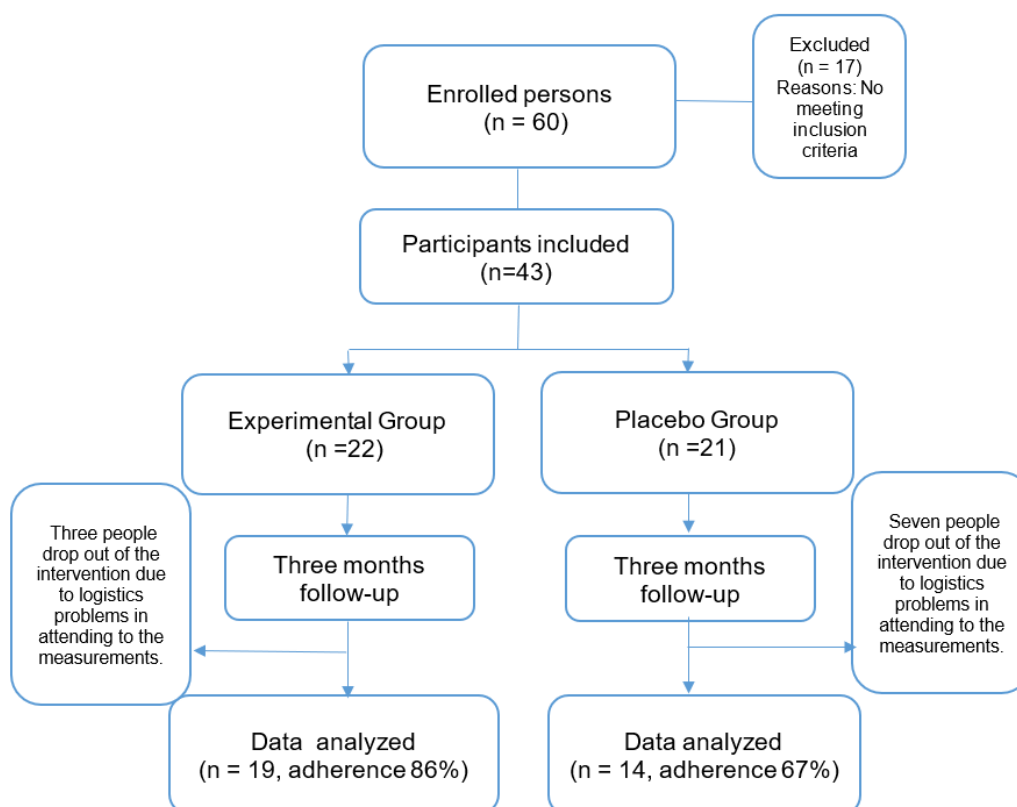 Enrolled persons
(n = 60)
Excluded
(n = 17)
Reasons: No
meeting
inclusion
criteria
Participants included
(n=43)
Experimental Group
(n =22)
Placebo Group
(n =21)
Three people
drop out of the
intervention due
to logistics
problems in
attending to the
measurements.
Three months
follow-up
Three months
follow-up
Seven people
drop out of the
intervention due
to logistics
problems in
attending to the
measurements.
Data analyzed
(n = 19, adherence 86%)
Data analyzed
(n = 14, adherence 67%)